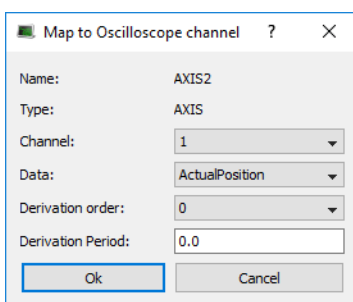 Map to Oscilloscope channel ? ×
Name: AXIS2
Type: AXIS
Channel: 1
Data: ActualPosition
Derivation order: 0
Derivation Period: 0.0
Ok Cancel